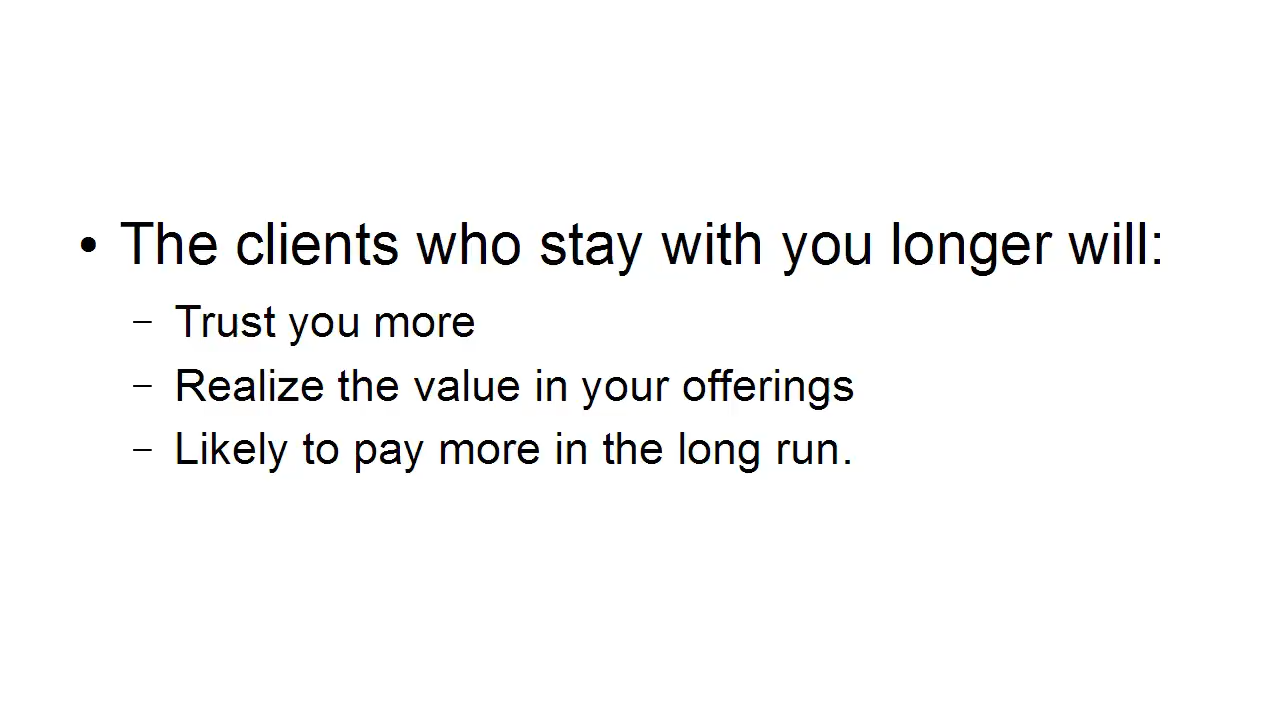 • The clients who stay with you longer will:
– Trust you more
– Realize the value in your offerings
– Likely to pay more in the long run.